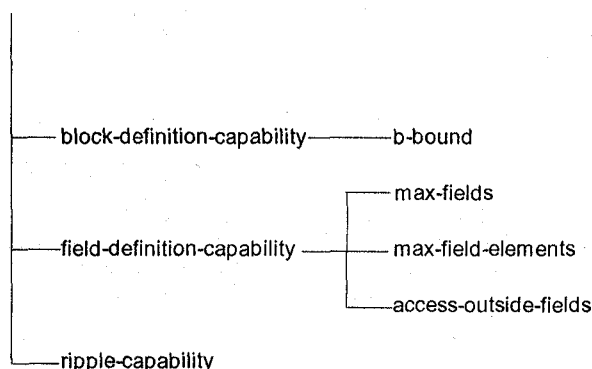 block-definition-capability b-bound
max-fields
field-definition-capability max-field-elements
access-outside-fields
ripple-capability